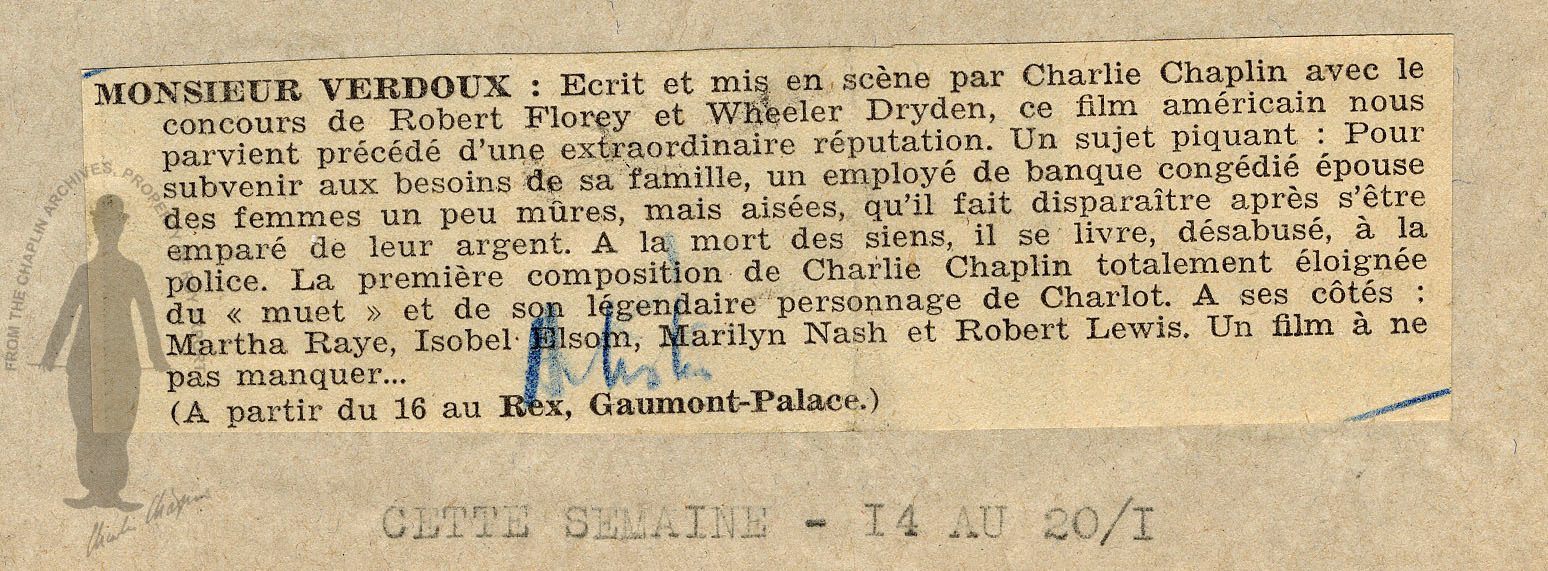 MONSIEUR VERDOUX : Ecrit et mis en scène par Charlie Chaplin avec le
concours de Robert Florey et Wheeler Dryden, ce film américain nous
parvient précédé d'une extraordinaire réputation. Un sujet piquant : Pour
subvenir aux besoins de sa famille, un employé de banque congédié épouse
des femmes un peu mûres, mais aisées, qu'il fait disparaître après s'être
emparé de leur argent. A la mort des siens, il se livre, désabusé, à la
police. La première composition de Charlie Chaplin totalement éloignée
du « muet » et de son légendaire personnage de Charlot. A ses côtés :
Martha Raye, Isobel Elsom, Marilyn Nash et Robert Lewis. Un film à ne
pas manquer...
(A partir du 16 au Rex, Gaumont-Palace.)
FROM THE CHAPLIN ARCHIVES, PROPER
Charlie Chaplin
CETTE SEMAINE - I4 AU 20/I